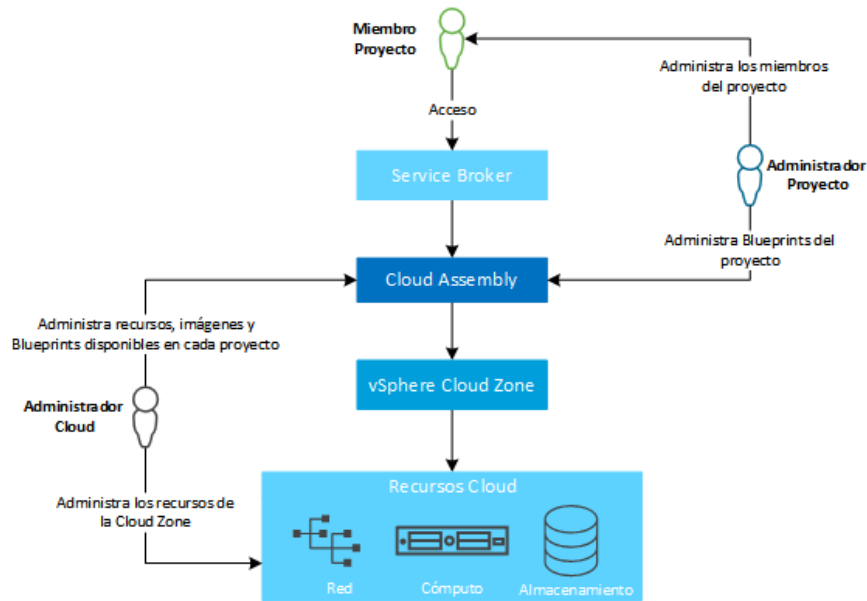 Miembro
Proyecto
Administra los miembros
del proyecto
Acceso
Service Broker
Administrador
Proyecto
Administra Blueprints del
proyecto
Cloud Assembly
Administra recursos, imágenes y
Blueprints disponibles en cada proyecto
vSphere Cloud Zone
Administrador
Cloud
Recursos Cloud
Administra los recursos de
la Cloud Zone
Red
Cómputo
Almacenamiento